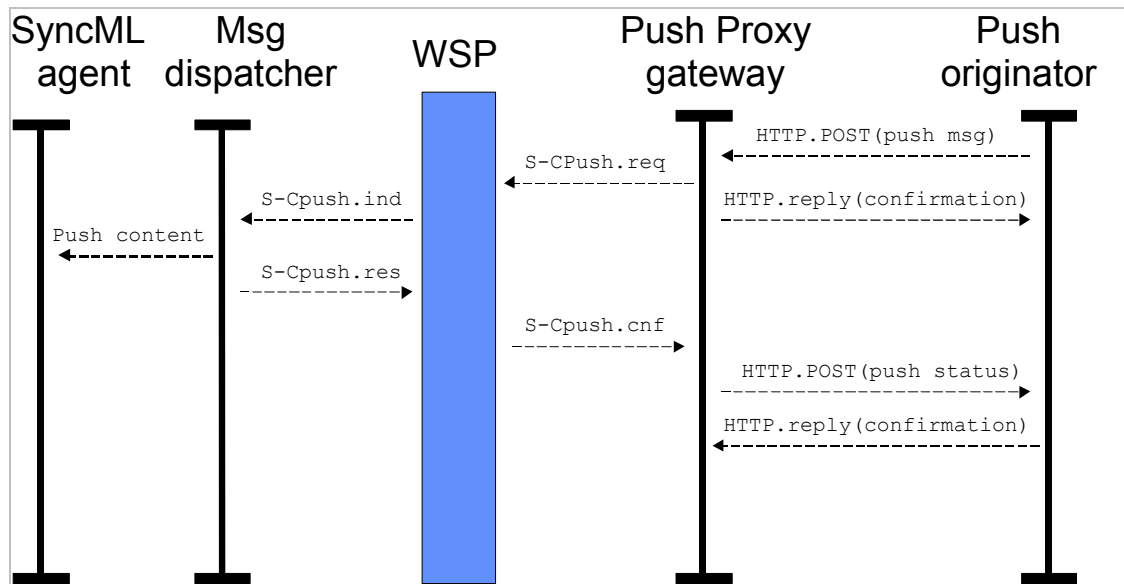 SyncML
agent
Msg
dispatcher
WSP
Push Proxy
gateway
Push
originator
HTTP.POST(push msg)
S-CPush.req
S-Cpush.ind
HTTP.reply(confirmation)
Push content
S-Cpush.res
S-Cpush.cnf
HTTP.POST(push status)
HTTP.reply(confirmation)